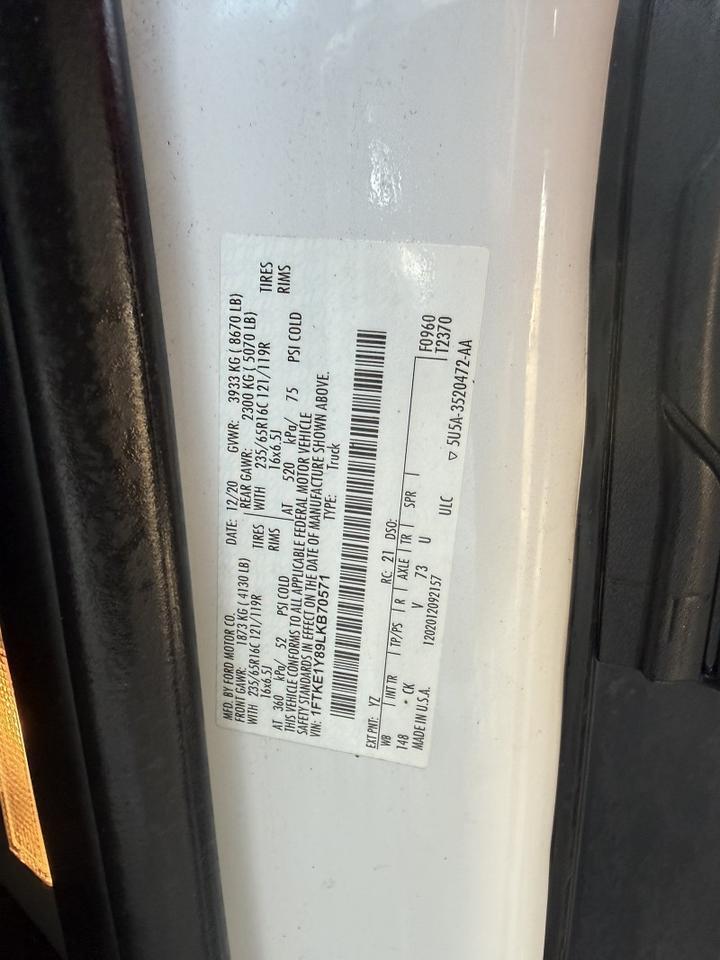 MFD. BY FORD MOTOR CO.
DATE: 12/20 GVWR: 3933 KG ( 8670 LB)
FRONT GAWR: 1873 KG ( 4130 LB)
REAR GAWR: 2300 KG ( 5070 LB)
WITH 235/65R16C 121/119R TIRES
WITH 235/65R16C 121/119R TIRES
16x6.5J RIMS
16x6.5J RIMS
AT 360 kPa/ 52 PSI COLD
AT 520 kPa/ 75 PSI COLD
THIS VEHICLE CONFORMS TO ALL APPLICABLE FEDERAL MOTOR VEHICLE
SAFETY STANDARDS IN EFFECT ON THE DATE OF MANUFACTURE SHOWN ABOVE.
VIN: 1FTKE1Y89LKB70571 TYPE: Truck
EXT PNT: YZ RC: 21 DSO: F0960
WB INT TR TP/PS R AXLE TR SPR T2370
148 • CK V 73 U
MADE IN U.S.A. 1202012092157 ULC ▽ 5U5A-3520472-AA